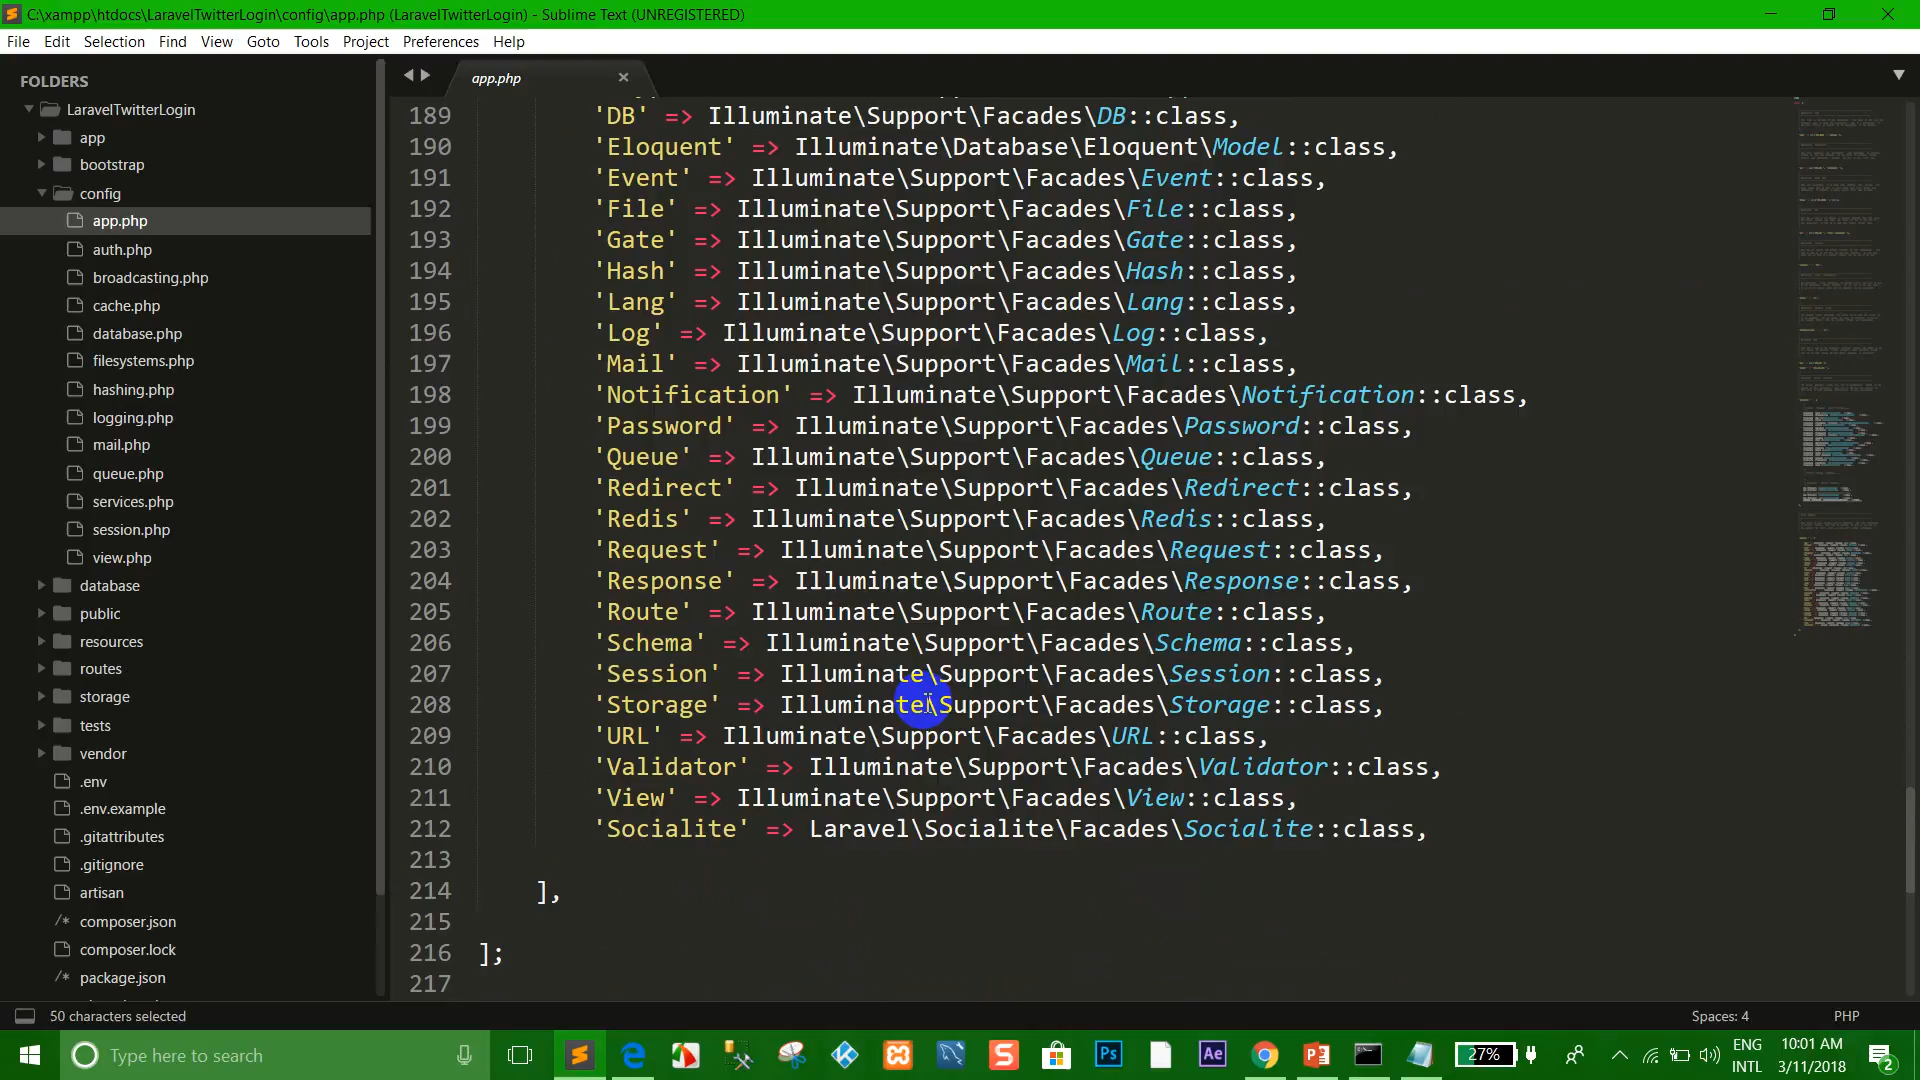 C:\xampp\htdocs\LaravelTwitterLogin\config\app.php (LaravelTwitterLogin) - Sublime Text (UNREGISTERED)
File Edit Selection Find View Goto Tools Project Preferences Help
FOLDERS
LaravelTwitterLogin
app
bootstrap
config
app.php
auth.php
broadcasting.php
cache.php
database.php
filesystems.php
hashing.php
logging.php
mail.php
queue.php
services.php
session.php
view.php
database
public
resources
routes
storage
tests
vendor
.env
.env.example
.gitattributes
.gitignore
artisan
/* composer.json
composer.lock
/* package.json
app.php
189 'DB' => Illuminate\Support\Facades\DB::class,
190 'Eloquent' => Illuminate\Database\Eloquent\Model::class,
191 'Event' => Illuminate\Support\Facades\Event::class,
192 'File' => Illuminate\Support\Facades\File::class,
193 'Gate' => Illuminate\Support\Facades\Gate::class,
194 'Hash' => Illuminate\Support\Facades\Hash::class,
195 'Lang' => Illuminate\Support\Facades\Lang::class,
196 'Log' => Illuminate\Support\Facades\Log::class,
197 'Mail' => Illuminate\Support\Facades\Mail::class,
198 'Notification' => Illuminate\Support\Facades\Notification::class,
199 'Password' => Illuminate\Support\Facades\Password::class,
200 'Queue' => Illuminate\Support\Facades\Queue::class,
201 'Redirect' => Illuminate\Support\Facades\Redirect::class,
202 'Redis' => Illuminate\Support\Facades\Redis::class,
203 'Request' => Illuminate\Support\Facades\Request::class,
204 'Response' => Illuminate\Support\Facades\Response::class,
205 'Route' => Illuminate\Support\Facades\Route::class,
206 'Schema' => Illuminate\Support\Facades\Schema::class,
207 'Session' => Illuminate\Support\Facades\Session::class,
208 'Storage' => Illuminate\Support\Facades\Storage::class,
209 'URL' => Illuminate\Support\Facades\URL::class,
210 'Validator' => Illuminate\Support\Facades\Validator::class,
211 'View' => Illuminate\Support\Facades\View::class,
212 'Socialite' => Laravel\Socialite\Facades\Socialite::class,
213
214 ],
215
216 ];
217
50 characters selected
Spaces: 4 PHP
Type here to search
Ps
Ae
27%
ENG
INTL
10:01 AM
3/11/2018
2